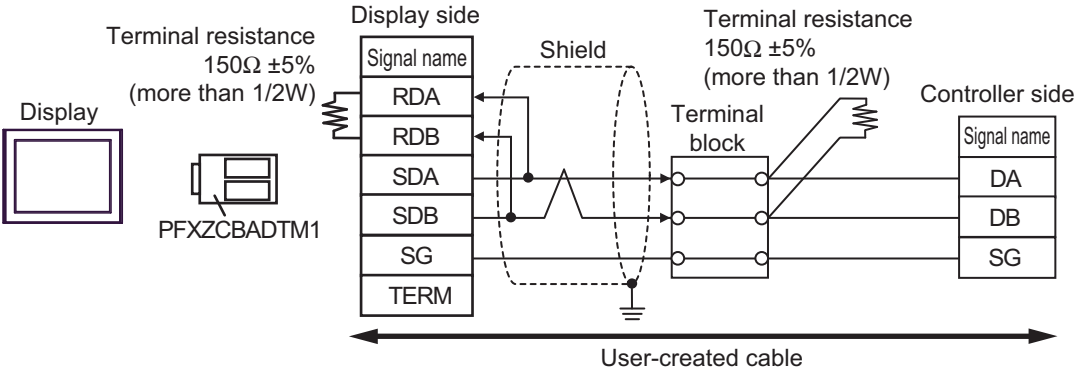 Display side
Terminal resistance
150Ω ±5%
(more than 1/2W)
Terminal resistance
150Ω ±5%
(more than 1/2W)
Shield
Signal name
RDA
RDB
SDA
SDB
SG
TERM
Display
PFXZCBADTM1
Terminal
block
Controller side
Signal name
DA
DB
SG
User-created cable